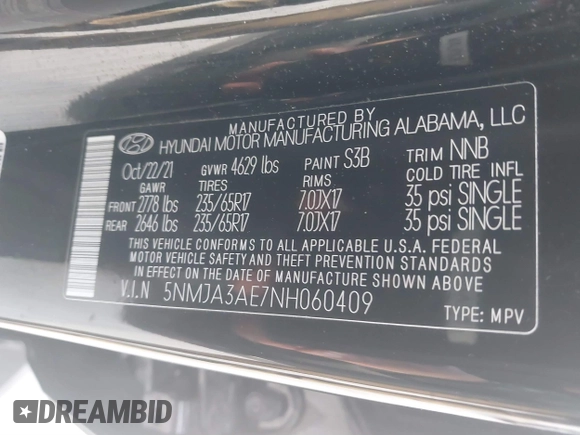 MANUFACTURED BY
HYUNDAI MOTOR MANUFACTURING ALABAMA, LLC
Oct/22/21 GVWR 4629 lbs PAINT S3B TRIM NNB
GAWR TIRES RIMS COLD TIRE INFL
FRONT 2778 lbs 235/65R17 7.0JX17 35 psi SINGLE
REAR 2646 lbs 235/65R17 7.0JX17 35 psi SINGLE
THIS VEHICLE CONFORMS TO ALL APPLICABLE U.S.A. FEDERAL
MOTOR VEHICLE SAFETY AND THEFT PREVENTION STANDARDS
IN EFFECT ON THE DATE OF MANUFACTURE SHOWN ABOVE
V.I.N 5NMJA3AE7NH060409
TYPE: MPV
DREAMBID